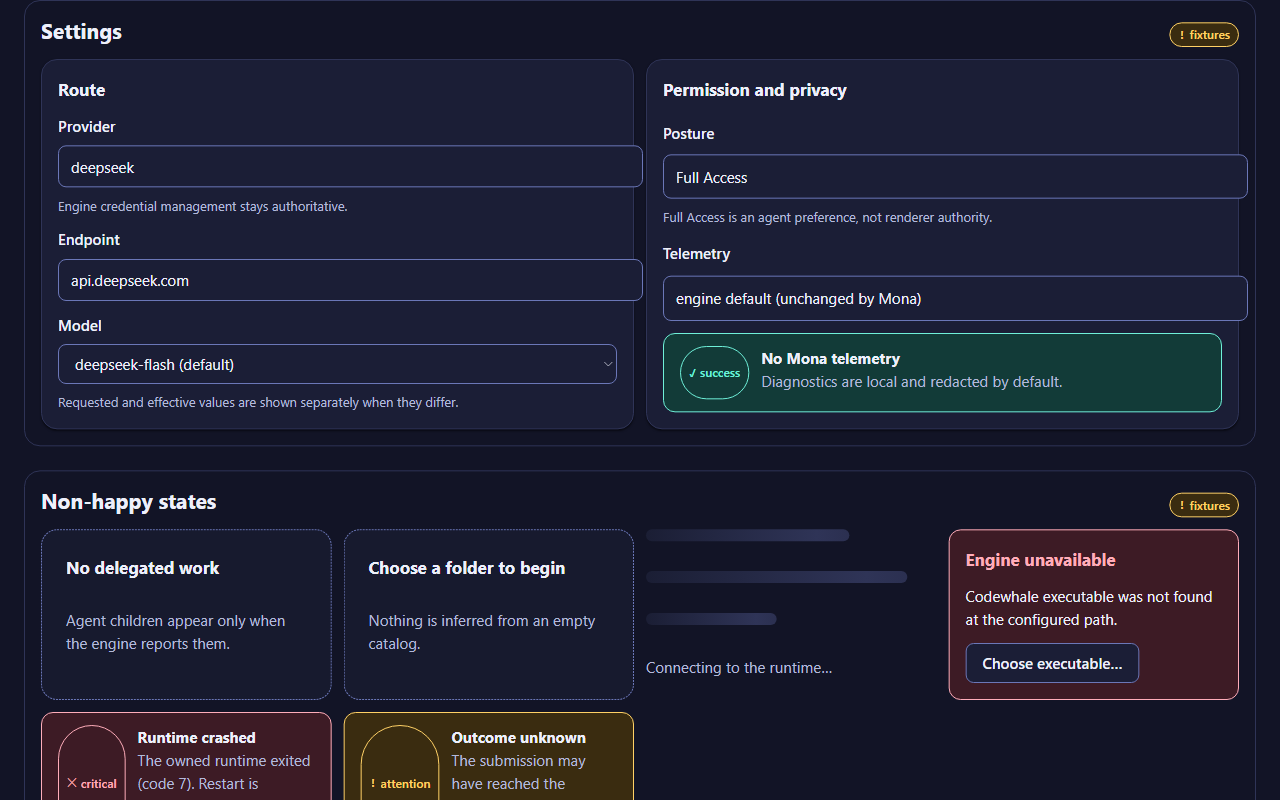 Settings
! fixtures
Route
Provider
deepseek
Engine credential management stays authoritative.
Endpoint
api.deepseek.com
Model
deepseek-flash (default)
Requested and effective values are shown separately when they differ.
Permission and privacy
Posture
Full Access
Full Access is an agent preference, not renderer authority.
Telemetry
engine default (unchanged by Mona)
✓ success
No Mona telemetry
Diagnostics are local and redacted by default.
Non-happy states
! fixtures
No delegated work
Agent children appear only when
the engine reports them.
Choose a folder to begin
Nothing is inferred from an empty
catalog.
Connecting to the runtime...
Engine unavailable
Codewhale executable was not found
at the configured path.
Choose executable...
✕ critical
Runtime crashed
The owned runtime exited
(code 7). Restart is
! attention
Outcome unknown
The submission may
have reached the